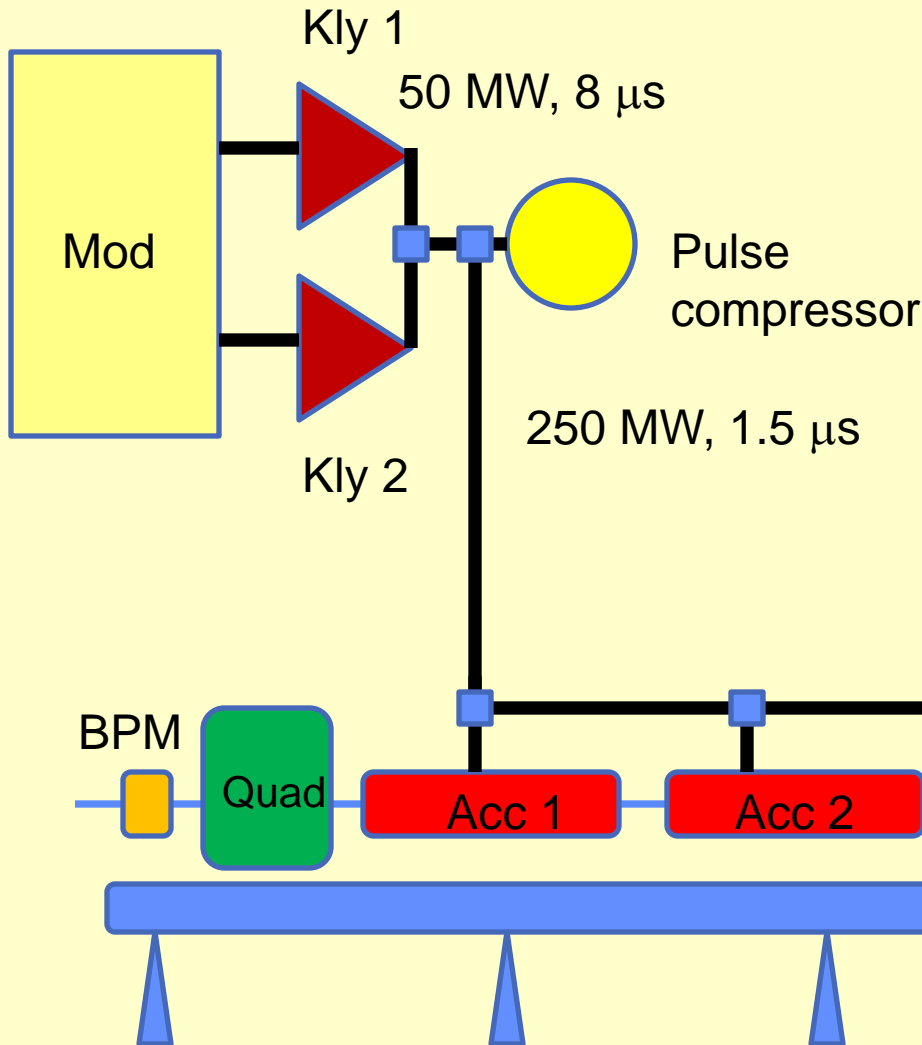 Kly 1
50 MW, 8 μs
Mod
Pulse
compressor
250 MW, 1.5 μs
Kly 2
BPM
Quad
Acc 1
Acc 2